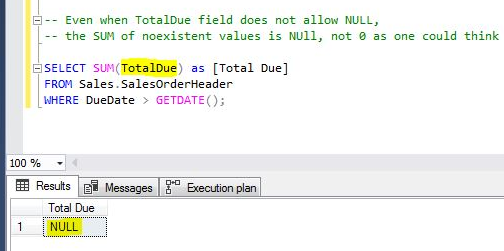 -- Even when TotalDue field does not allow NULL,
-- the SUM of noexistent values is NUll, not 0 as one could think
SELECT SUM(TotalDue) as [Total Due]
FROM Sales.SalesOrderHeader
WHERE DueDate > GETDATE();
100 %
Results Messages Execution plan
Total Due
1 NULL